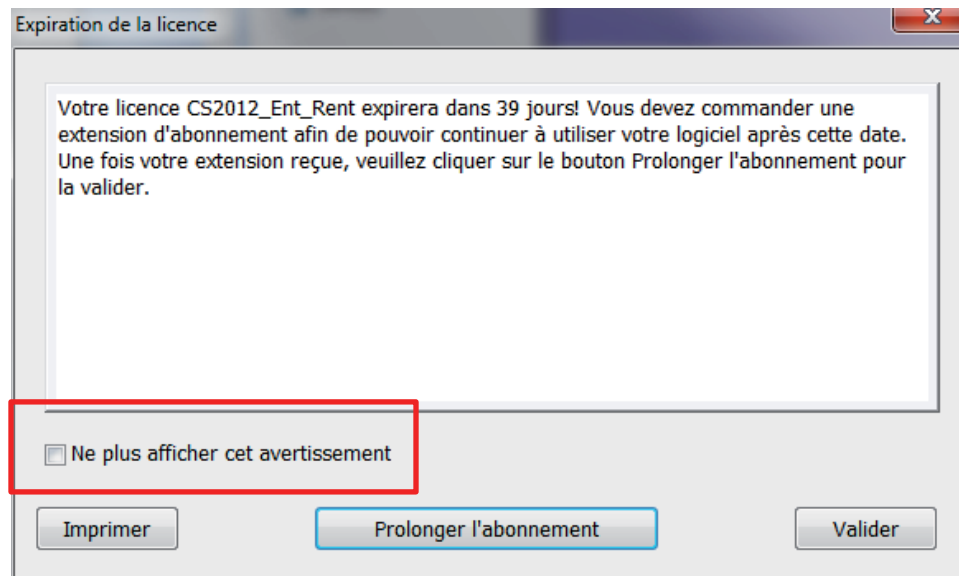 Expiration de la licence
Votre licence CS2012_Ent_Rent expirera dans 39 jours! Vous devez commander une
extension d'abonnement afin de pouvoir continuer à utiliser votre logiciel après cette date.
Une fois votre extension reçue, veuillez cliquer sur le bouton Prolonger l'abonnement pour
la valider.
Ne plus afficher cet avertissement
Imprimer
Prolonger l'abonnement
Valider